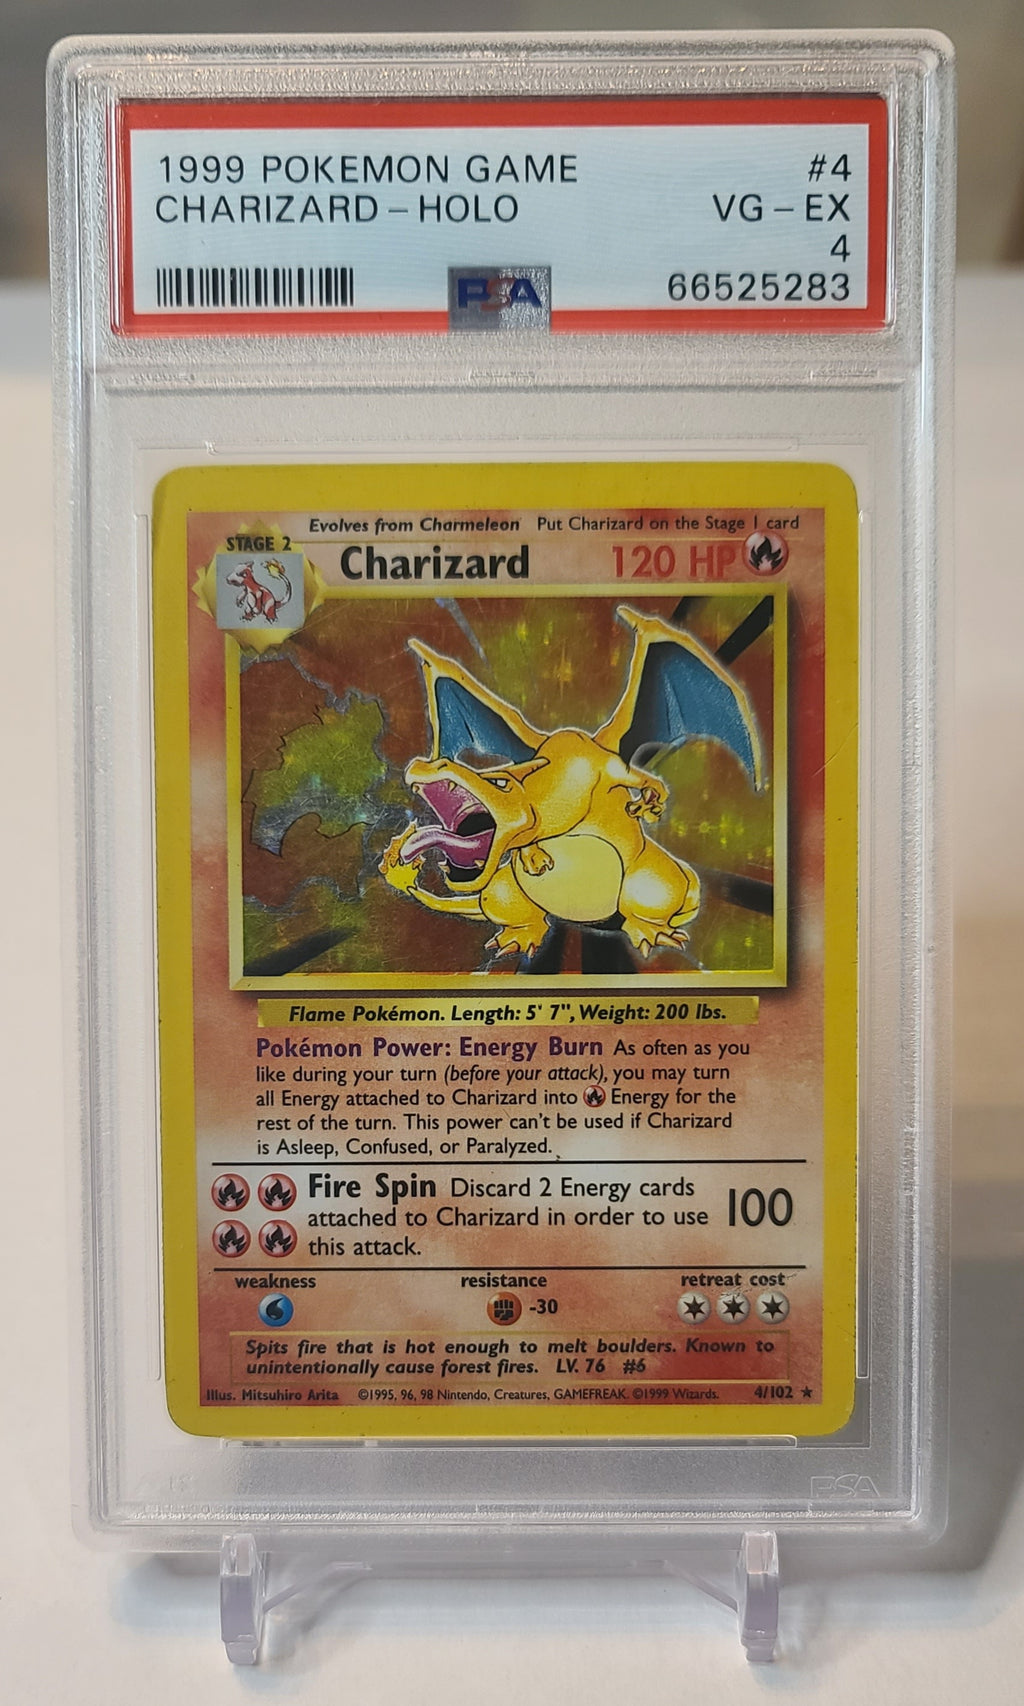 1999 POKEMON GAME #4
CHARIZARD - HOLO VG - EX
4
PSA 66525283
Evolves from Charmeleon Put Charizard on the Stage 1 card
STAGE 2
Charizard 120 HP
Flame Pokémon. Length: 5' 7", Weight: 200 lbs.
Pokémon Power: Energy Burn As often as you
like during your turn (before your attack), you may turn
all Energy attached to Charizard into Energy for the
rest of the turn. This power can't be used if Charizard
is Asleep, Confused, or Paralyzed.
Fire Spin Discard 2 Energy cards
attached to Charizard in order to use 100
this attack.
weakness resistance retreat cost
-30
Spits fire that is hot enough to melt boulders. Known to
unintentionally cause forest fires. LV. 76 #6
Illus. Mitsuhiro Arita ©1995, 96, 98 Nintendo, Creatures, GAMEFREAK. ©1999 Wizards. 4/102 ★
PSA